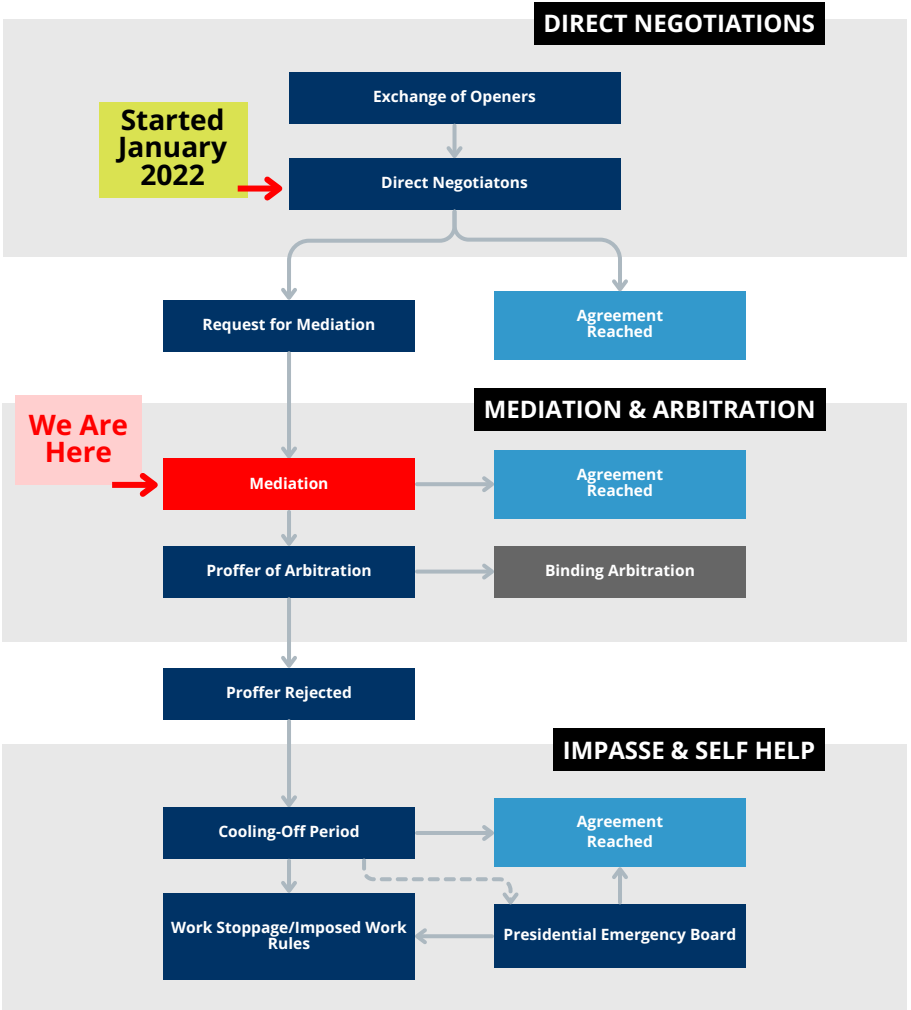 DIRECT NEGOTIATIONS
Exchange of Openers
Started
January
2022
Direct Negotiatons
Request for Mediation
Agreement
Reached
MEDIATION & ARBITRATION
We Are
Here
Mediation
Agreement
Reached
Proffer of Arbitration
Binding Arbitration
Proffer Rejected
IMPASSE & SELF HELP
Cooling-Off Period
Agreement
Reached
Work Stoppage/Imposed Work
Rules
Presidential Emergency Board